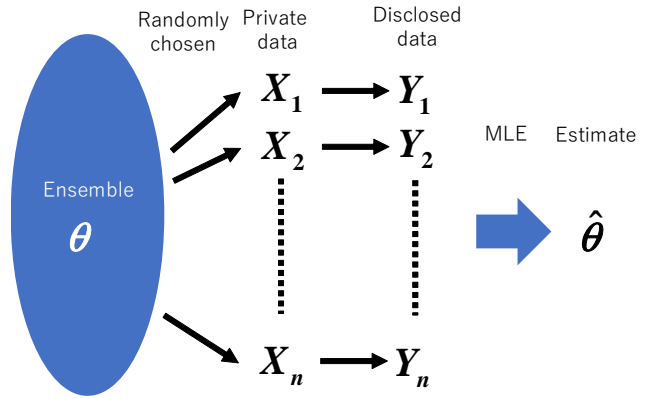 Randomly chosen
Private data
Disclosed data
X₁
Y₁
X₂
Y₂
MLE
Estimate
Ensemble
θ
θ̂
Xₙ
Yₙ